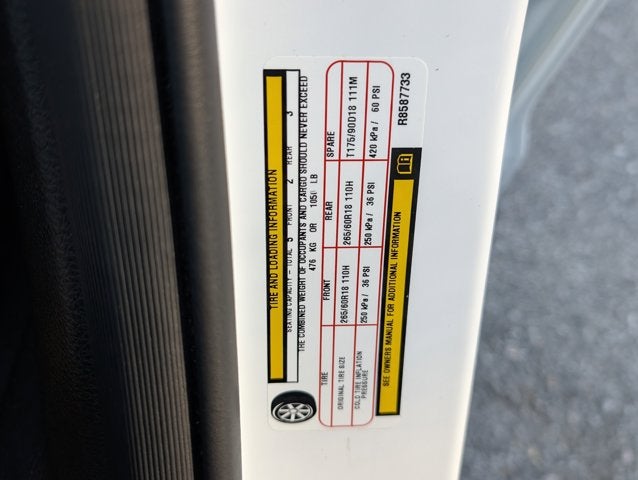 TIRE AND LOADING INFORMATION
SEATING CAPACITY - TOTAL 5 FRONT 2 REAR 3
THE COMBINED WEIGHT OF OCCUPANTS AND CARGO SHOULD NEVER EXCEED
476 KG OR 1050 LB
TIRE FRONT REAR SPARE
ORIGINAL TIRE SIZE 265/60R18 110H 265/60R18 110H T175/90D18 111M
COLD TIRE INFLATION PRESSURE 250 kPa / 36 PSI 250 kPa / 36 PSI 420 kPa / 60 PSI
SEE OWNERS MANUAL FOR ADDITIONAL INFORMATION
R8587733